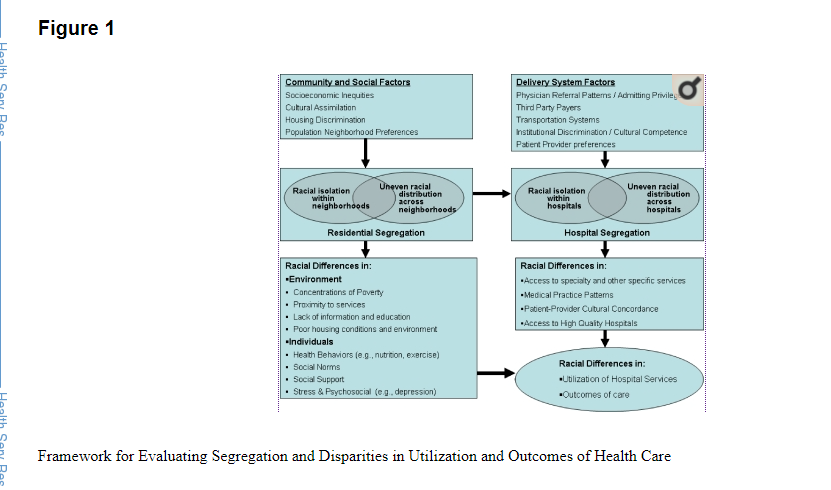 Figure 1
Health Serv Res
Community and Social Factors
Socioeconomic Inequities
Cultural Assimilation
Housing Discrimination
Population Neighborhood Preferences
Delivery System Factors
Physician Referral Patterns / Admitting
Third Party Payers
Transportation Systems
Institutional Discrimination / Cultural Competence
Patient Provider preferences
Racial isolation
within
neighborhoods
Uneven racial
distribution
across
neighborhoods
Residential Segregation
Racial isolation
within
hospitals
Uneven racial
distribution
across
hospitals
Hospital Segregation
Racial Differences in:
▪Environment
• Concentrations of Poverty
• Proximity to services
• Lack of information and education
• Poor housing conditions and environment
▪Individuals
• Health Behaviors (e.g., nutrition, exercise)
• Social Norms
• Social Support
• Stress & Psychosocial (e.g., depression)
Racial Differences in:
▪Access to specialty and other specific services
▪Medical Practice Patterns
▪Patient-Provider Cultural Concordance
▪Access to High Quality Hospitals
Racial Differences in:
▪Utilization of Hospital Services
▪Outcomes of care
Health Serv Res
Framework for Evaluating Segregation and Disparities in Utilization and Outcomes of Health Care